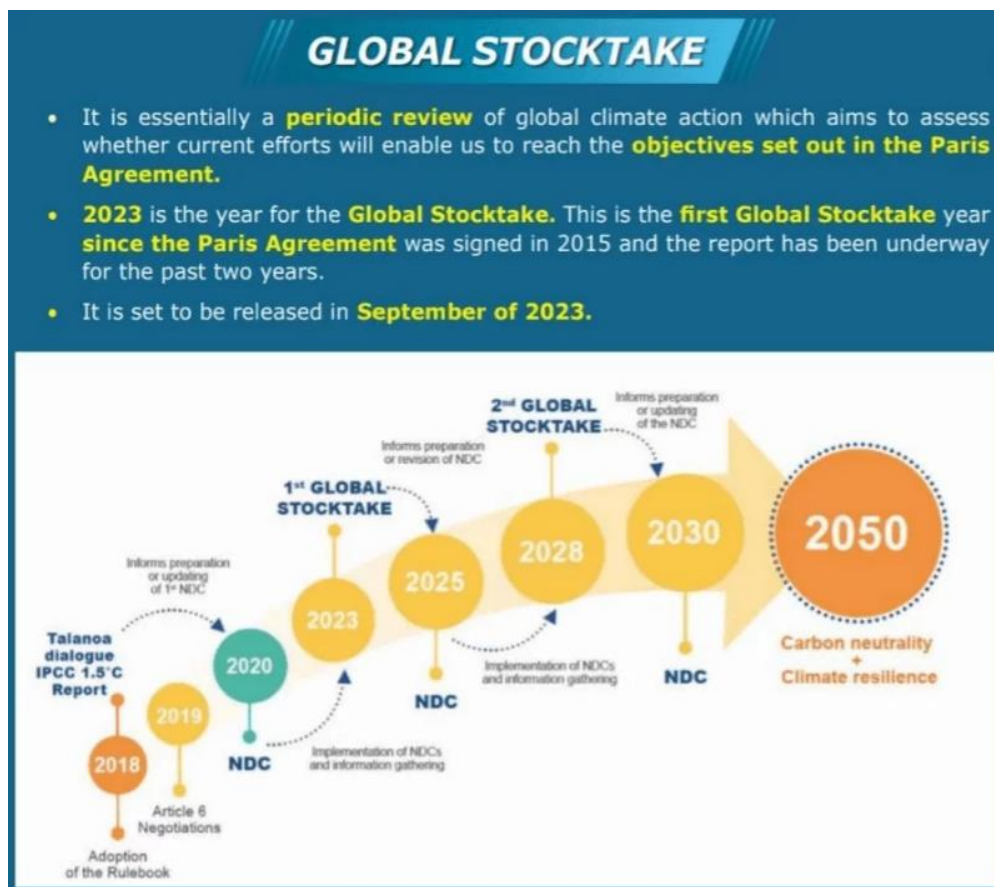 GLOBAL STOCKTAKE
• It is essentially a periodic review of global climate action which aims to assess
whether current efforts will enable us to reach the objectives set out in the Paris
Agreement.
• 2023 is the year for the Global Stocktake. This is the first Global Stocktake year
since the Paris Agreement was signed in 2015 and the report has been underway
for the past two years.
• It is set to be released in September of 2023.
Talanoa
dialogue
IPCC 1.5°C
Report
2018
Adoption
of the Rulebook
2019
Article 6
Negotiations
Informs preparation
or updating
of 1st NDC
2020
NDC
Implementation of NDCs
and information gathering
1st GLOBAL
STOCKTAKE
2023
Informs preparation
or revision of NDC
2025
NDC
Implementation of NDCs
and information gathering
2nd GLOBAL
STOCKTAKE
2028
Informs preparation
or updating
of the NDC
2030
NDC
2050
Carbon neutrality
+
Climate resilience